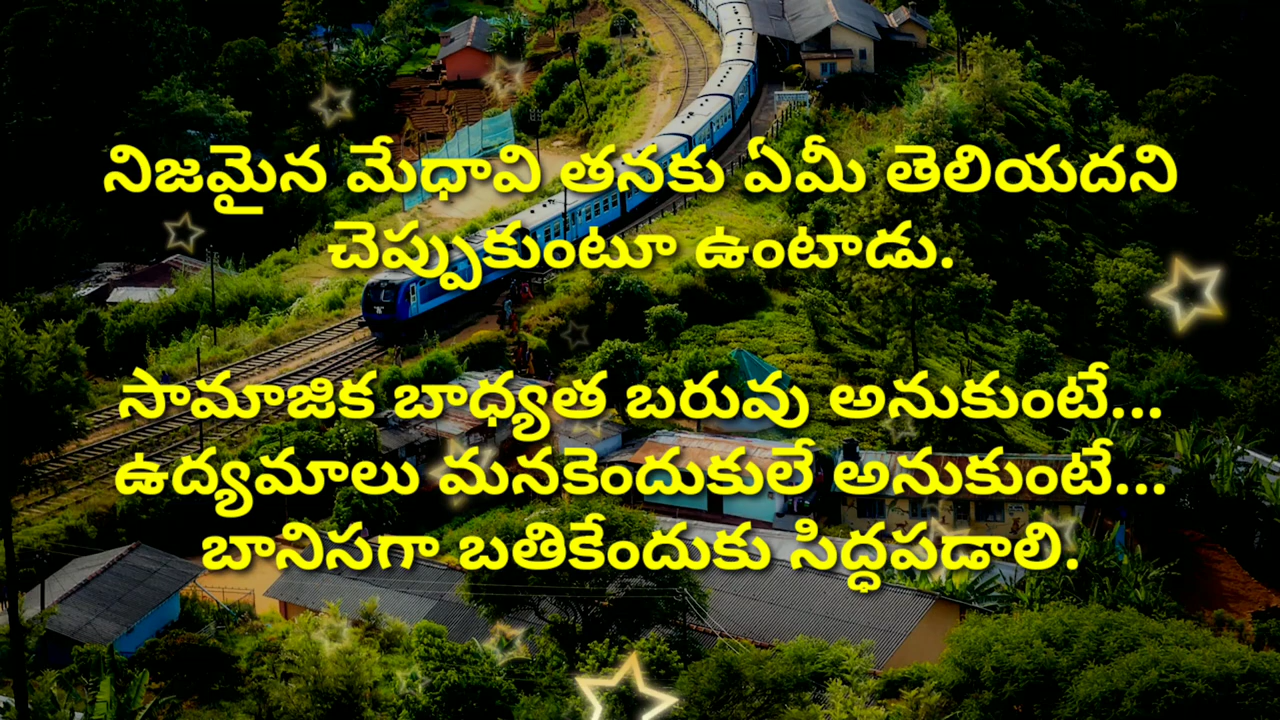 నిజమైన మేధావి తనకు ఏమీ తెలియదని
చెప్పుకుంటూ ఉంటాడు.
సామాజిక బాధ్యత బరువు అనుకుంటే...
ఉద్యమాలు మనకెందుకులే అనుకుంటే...
బానిసగా బతికేందుకు సిద్ధపడాలి.